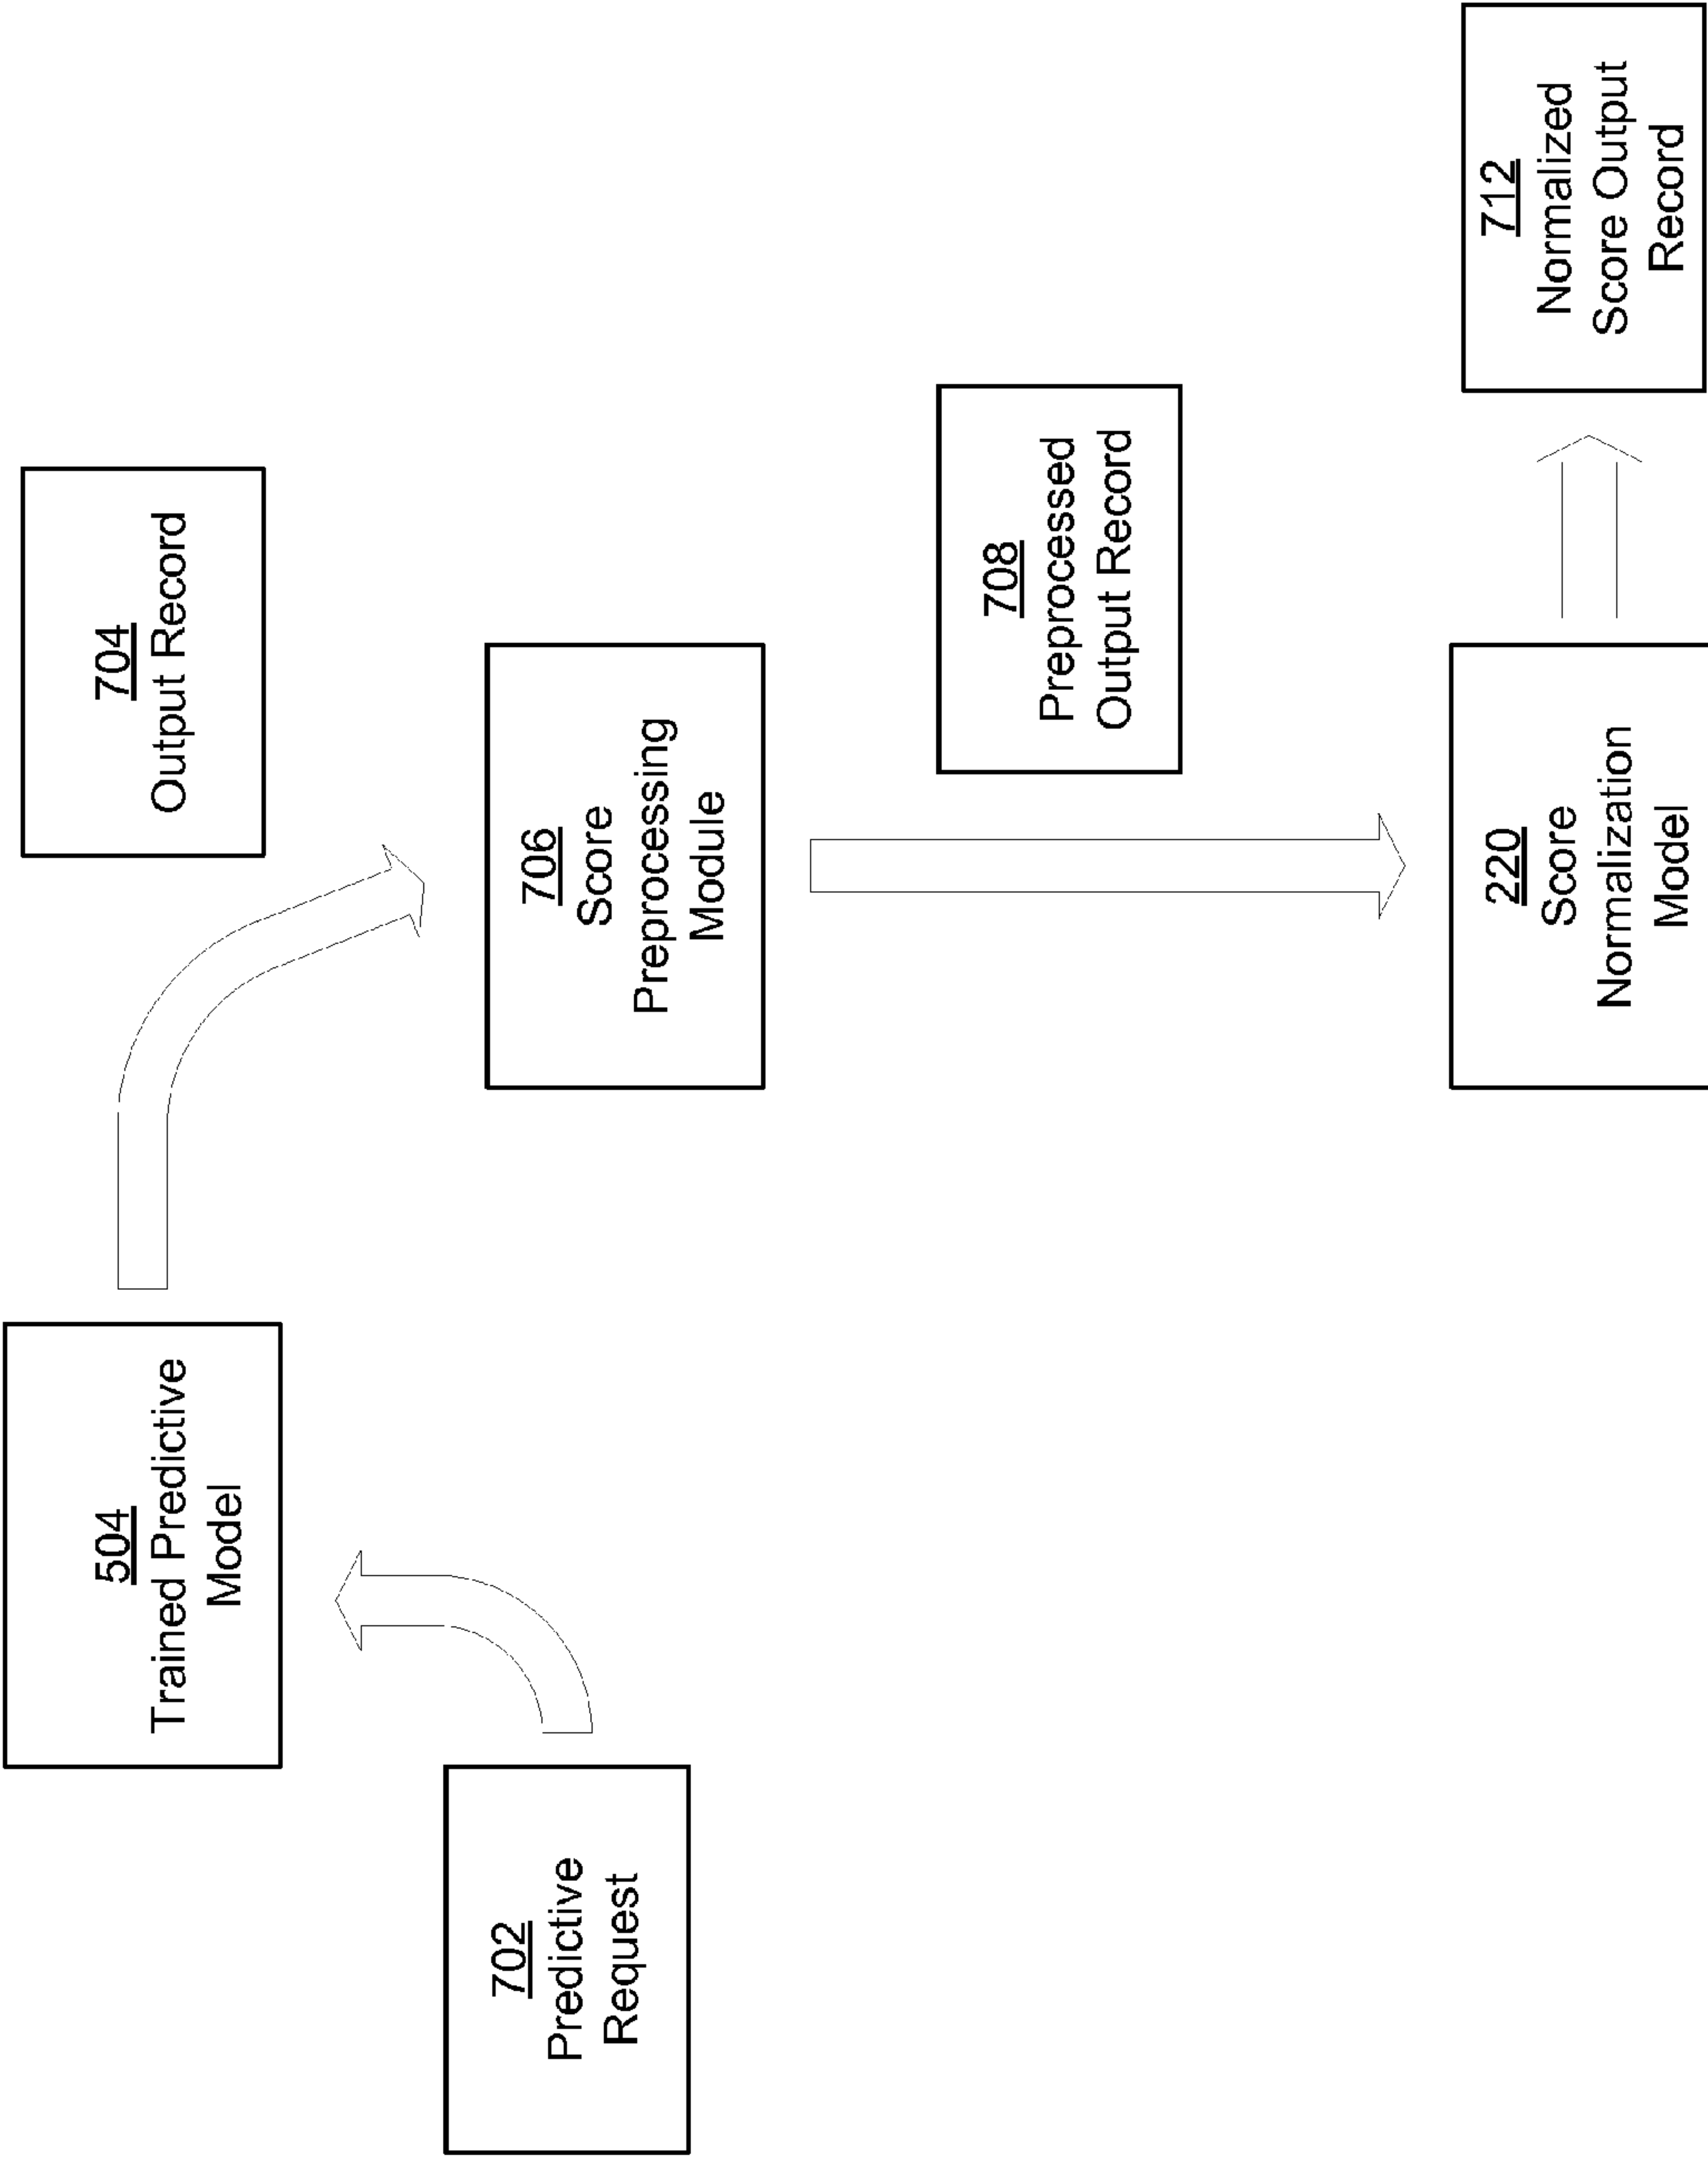 504
Trained Predictive
Model
704
Output Record
702
Predictive
Request
706
Score
Preprocessing
Module
708
Preprocessed
Output Record
220
Score
Normalization
Model
712
Normalized
Score Output
Record